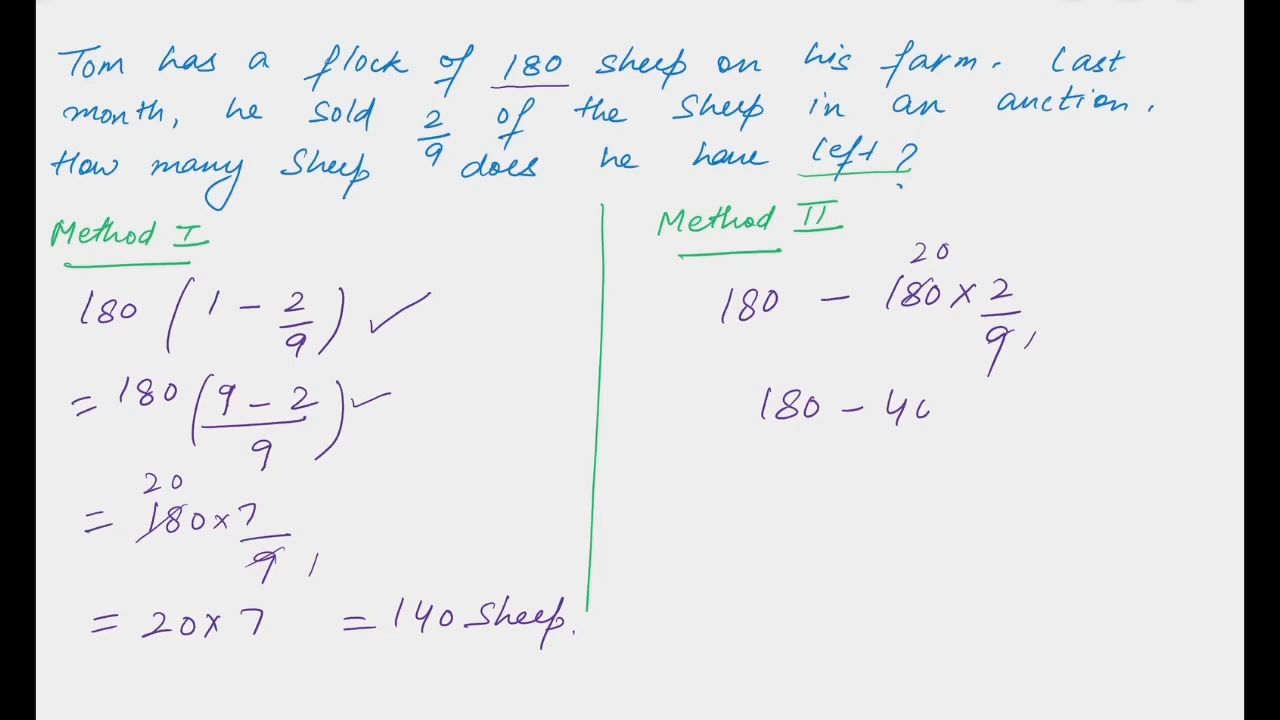 Tom has a flock of 180 sheep on his farm. Last
month, he sold 2/9 of the sheep in an auction.
How many Sheep does he have left?
Method I
180 (1 - 2/9) ✓
= 180 (9 - 2 / 9) ✓
20
= 180 x 7 / 9 1
= 20 x 7 = 140 Sheep.
Method II
20
180 - 180 x 2 / 9 1
180 - 40